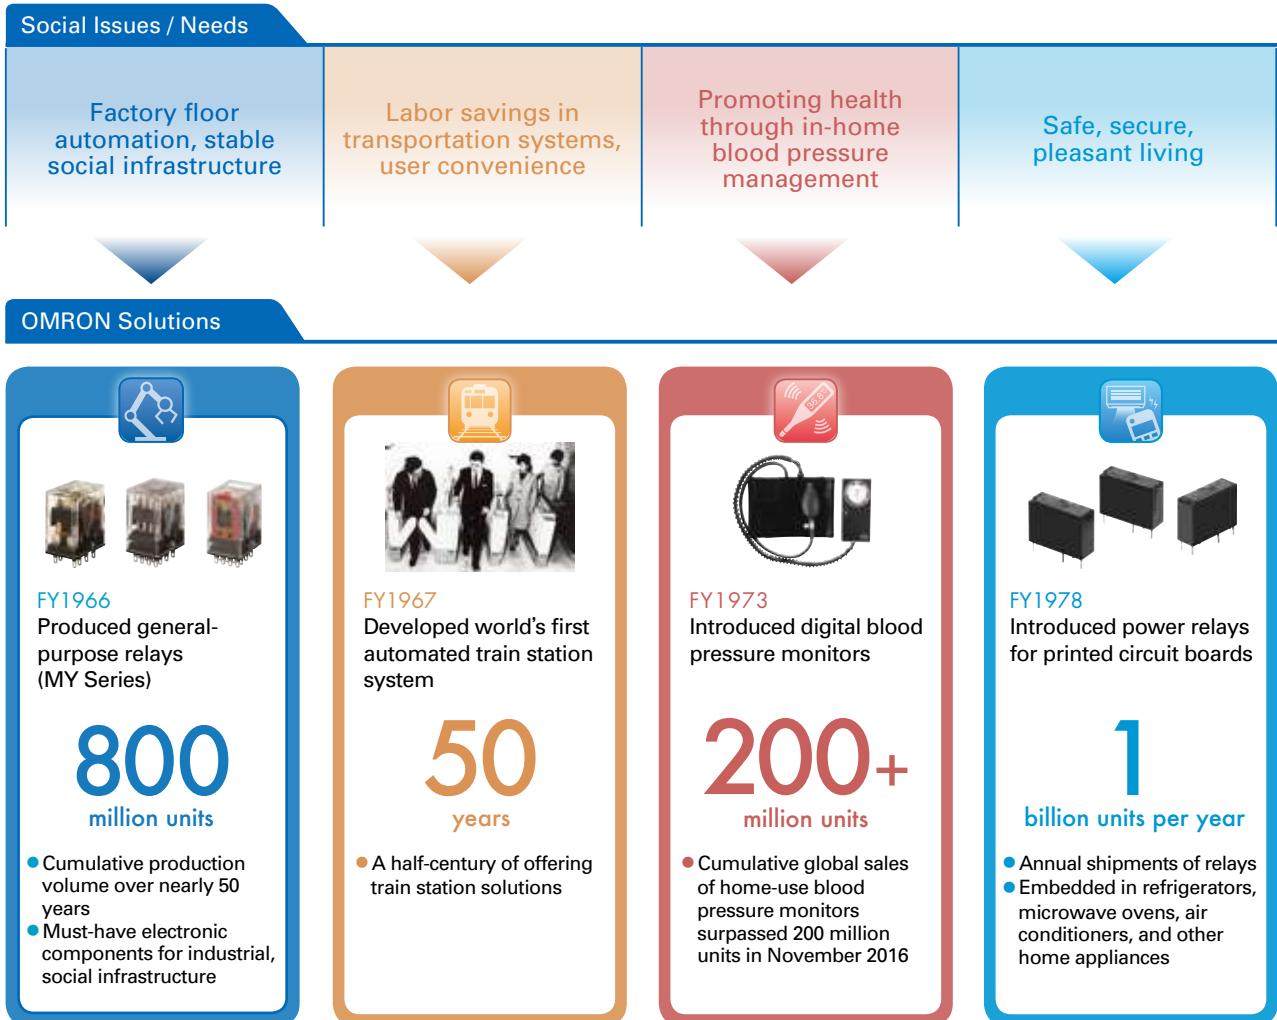 Social Issues / Needs
Factory floor
automation, stable
social infrastructure
Labor savings in
transportation systems,
user convenience
Promoting health
through in-home
blood pressure
management
Safe, secure,
pleasant living
OMRON Solutions
FY1966
Produced general-
purpose relays
(MY Series)
800
million units
● Cumulative production
volume over nearly 50
years
● Must-have electronic
components for industrial,
social infrastructure
FY1967
Developed world's first
automated train station
system
50
years
● A half-century of offering
train station solutions
36.8
FY1973
Introduced digital blood
pressure monitors
200+
million units
● Cumulative global sales
of home-use blood
pressure monitors
surpassed 200 million
units in November 2016
FY1978
Introduced power relays
for printed circuit boards
1
billion units per year
● Annual shipments of relays
● Embedded in refrigerators,
microwave ovens, air
conditioners, and other
home appliances